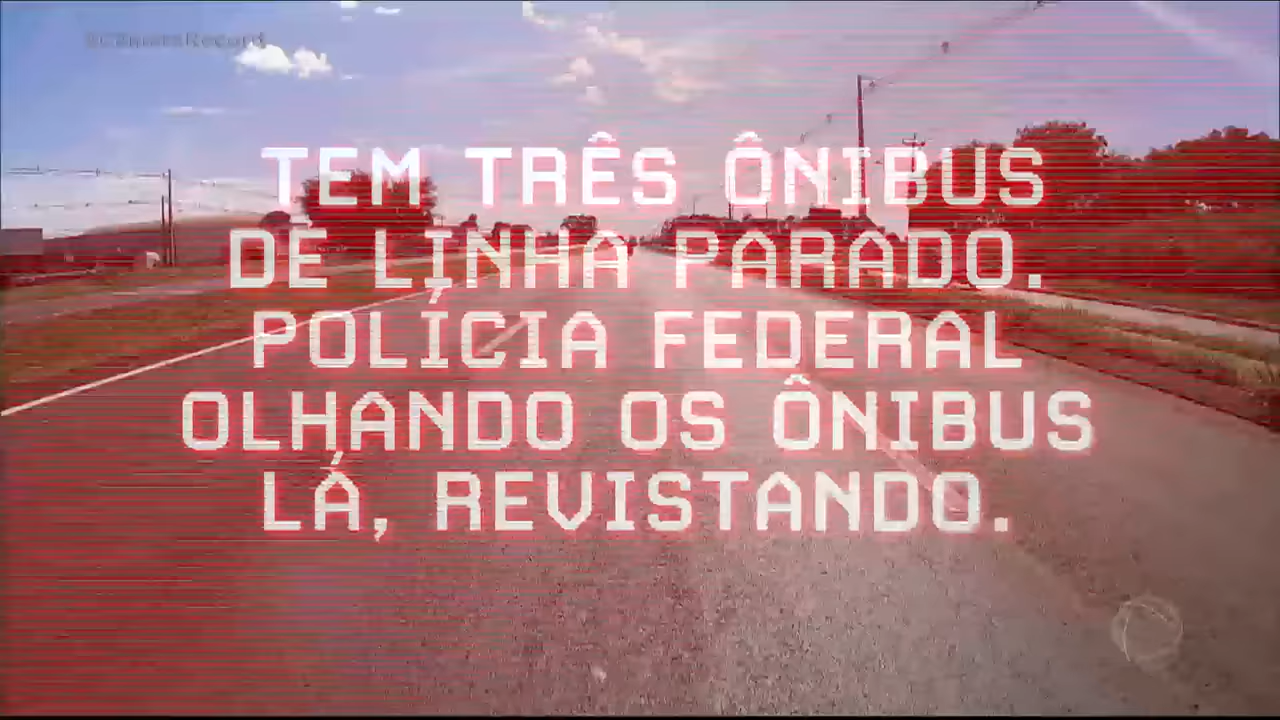 TEM TRÊS ÔNIBUS
DE LINHA PARADO.
POLÍCIA FEDERAL
OLHANDO OS ÔNIBUS
LÁ, REVISTANDO.